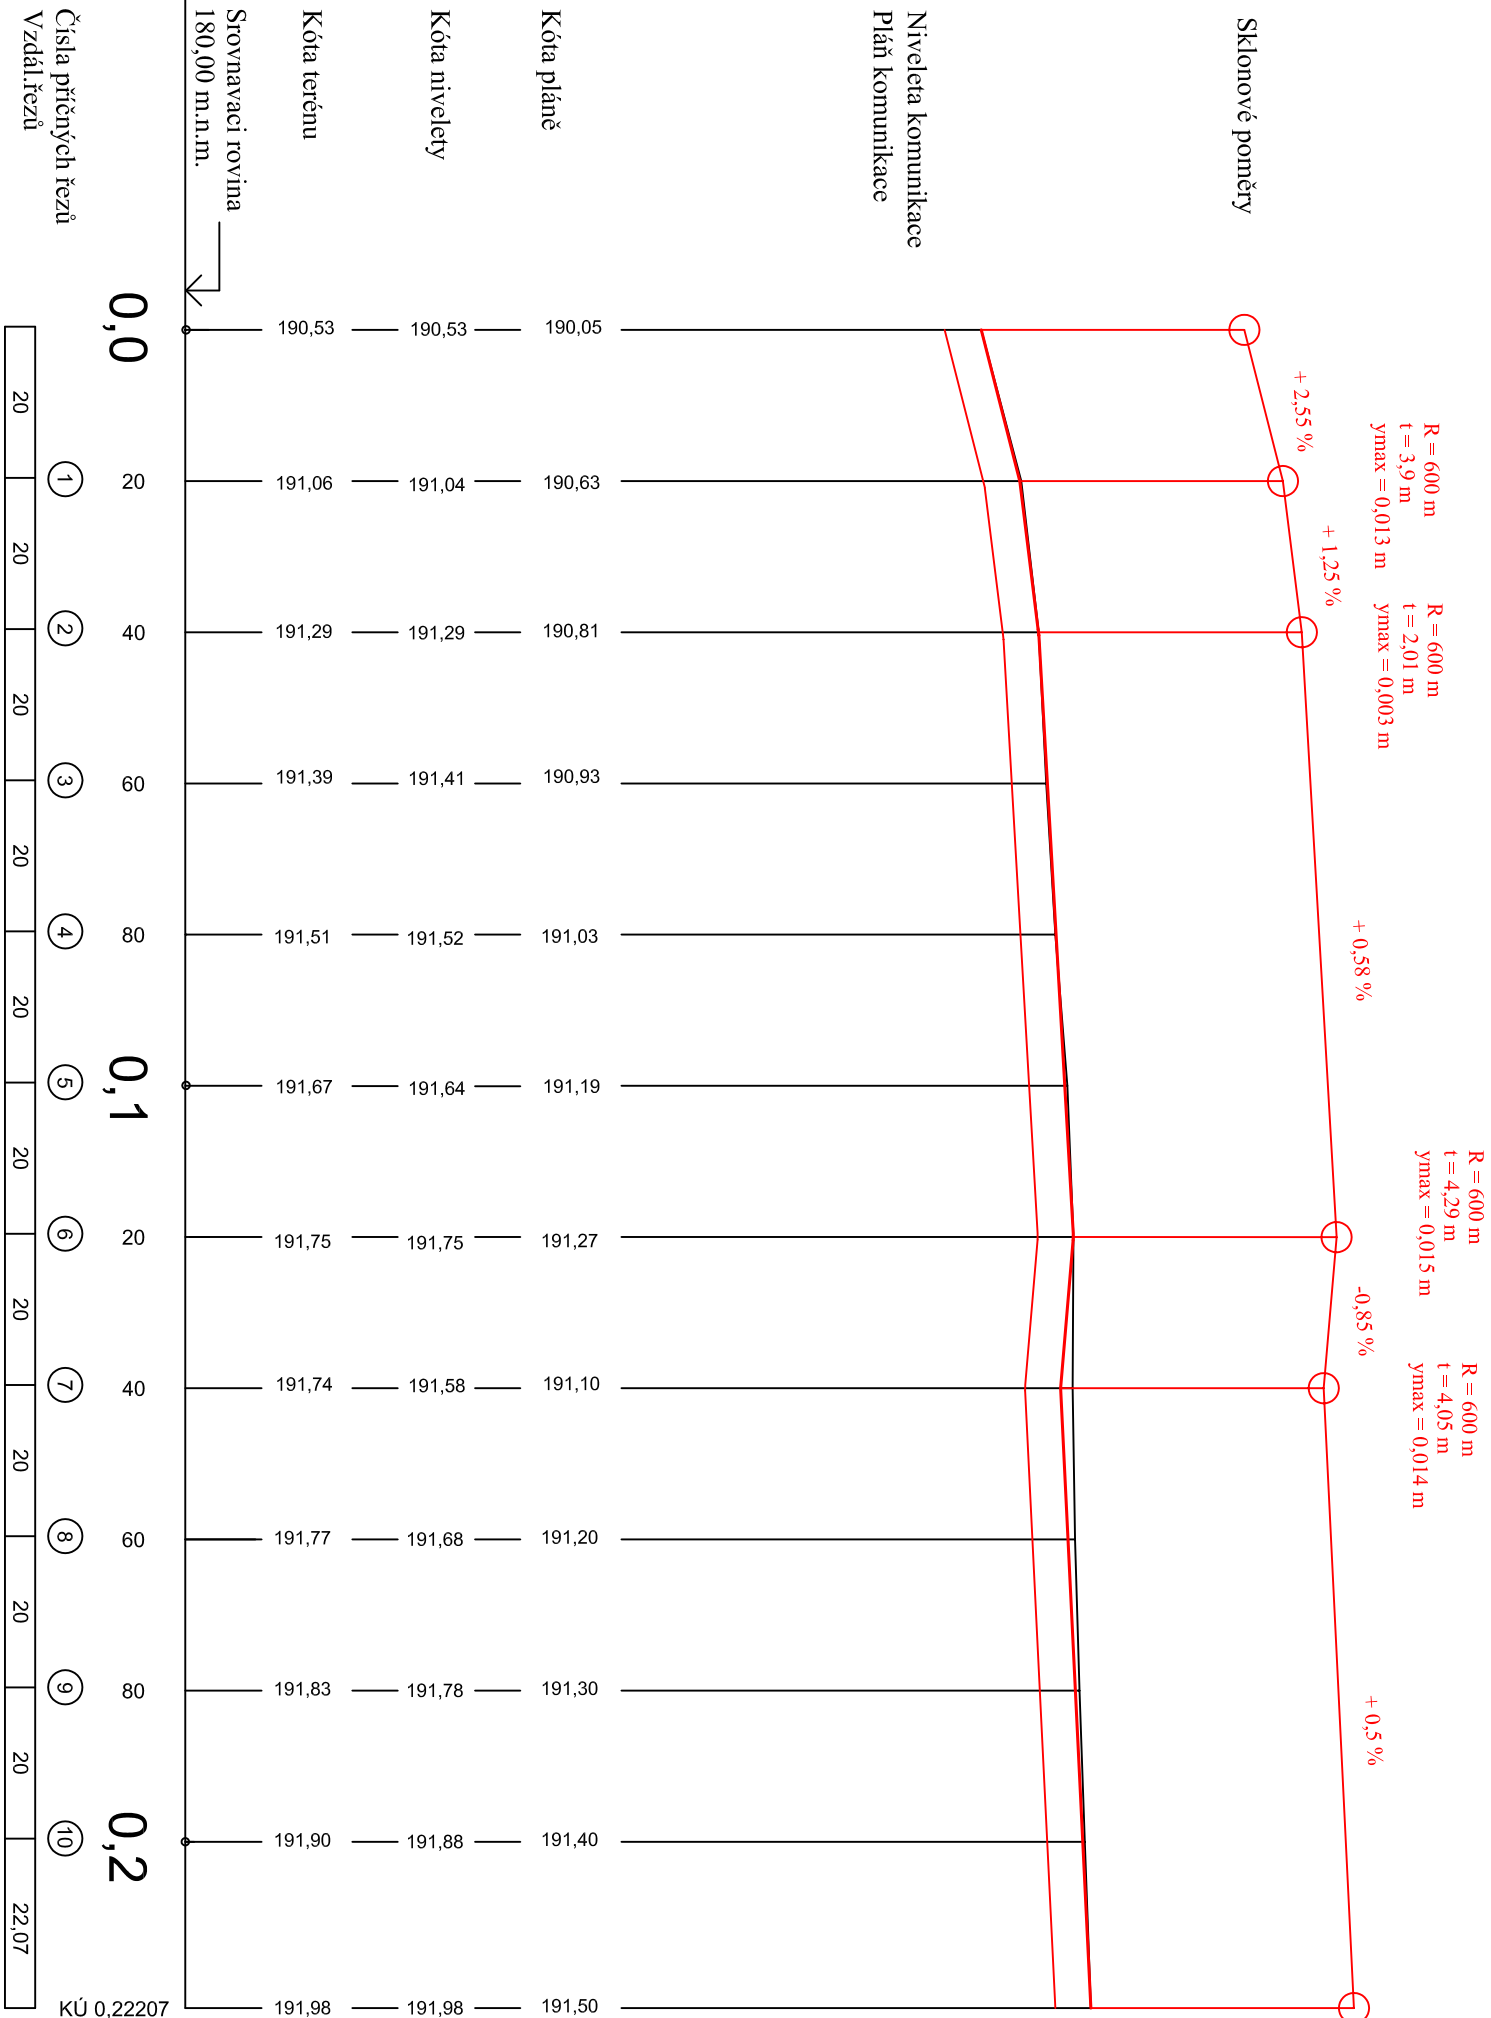 Sklonové poměry
R = 600 m
t = 3,9 m
ymax = 0,013 m
R = 600 m
t = 2,01 m
ymax = 0,003 m
R = 600 m
t = 4,29 m
ymax = 0,015 m
R = 600 m
t = 4,05 m
ymax = 0,014 m
+ 2,55 %
+ 1,25 %
+ 0,58 %
-0,85 %
+ 0,5 %
Niveleta komunikace
Pláň komunikace
Kóta pláně
190,05 190,63 190,81 190,93 191,03 191,19 191,27 191,10 191,20 191,30 191,40 191,50
Kóta nivelety
190,53 191,04 191,29 191,41 191,52 191,64 191,75 191,58 191,68 191,78 191,88 191,98
Kóta terénu
190,53 191,06 191,29 191,39 191,51 191,67 191,75 191,74 191,77 191,83 191,90 191,98
Srovnavaci rovina
180,00 m.n.m.
0,0 20 40 60 80 0,1 20 40 60 80 0,2 KÚ 0,22207
Čísla příčných řezů
1 2 3 4 5 6 7 8 9 10
Vzdál.řezů
20 20 20 20 20 20 20 20 20 20 22,07